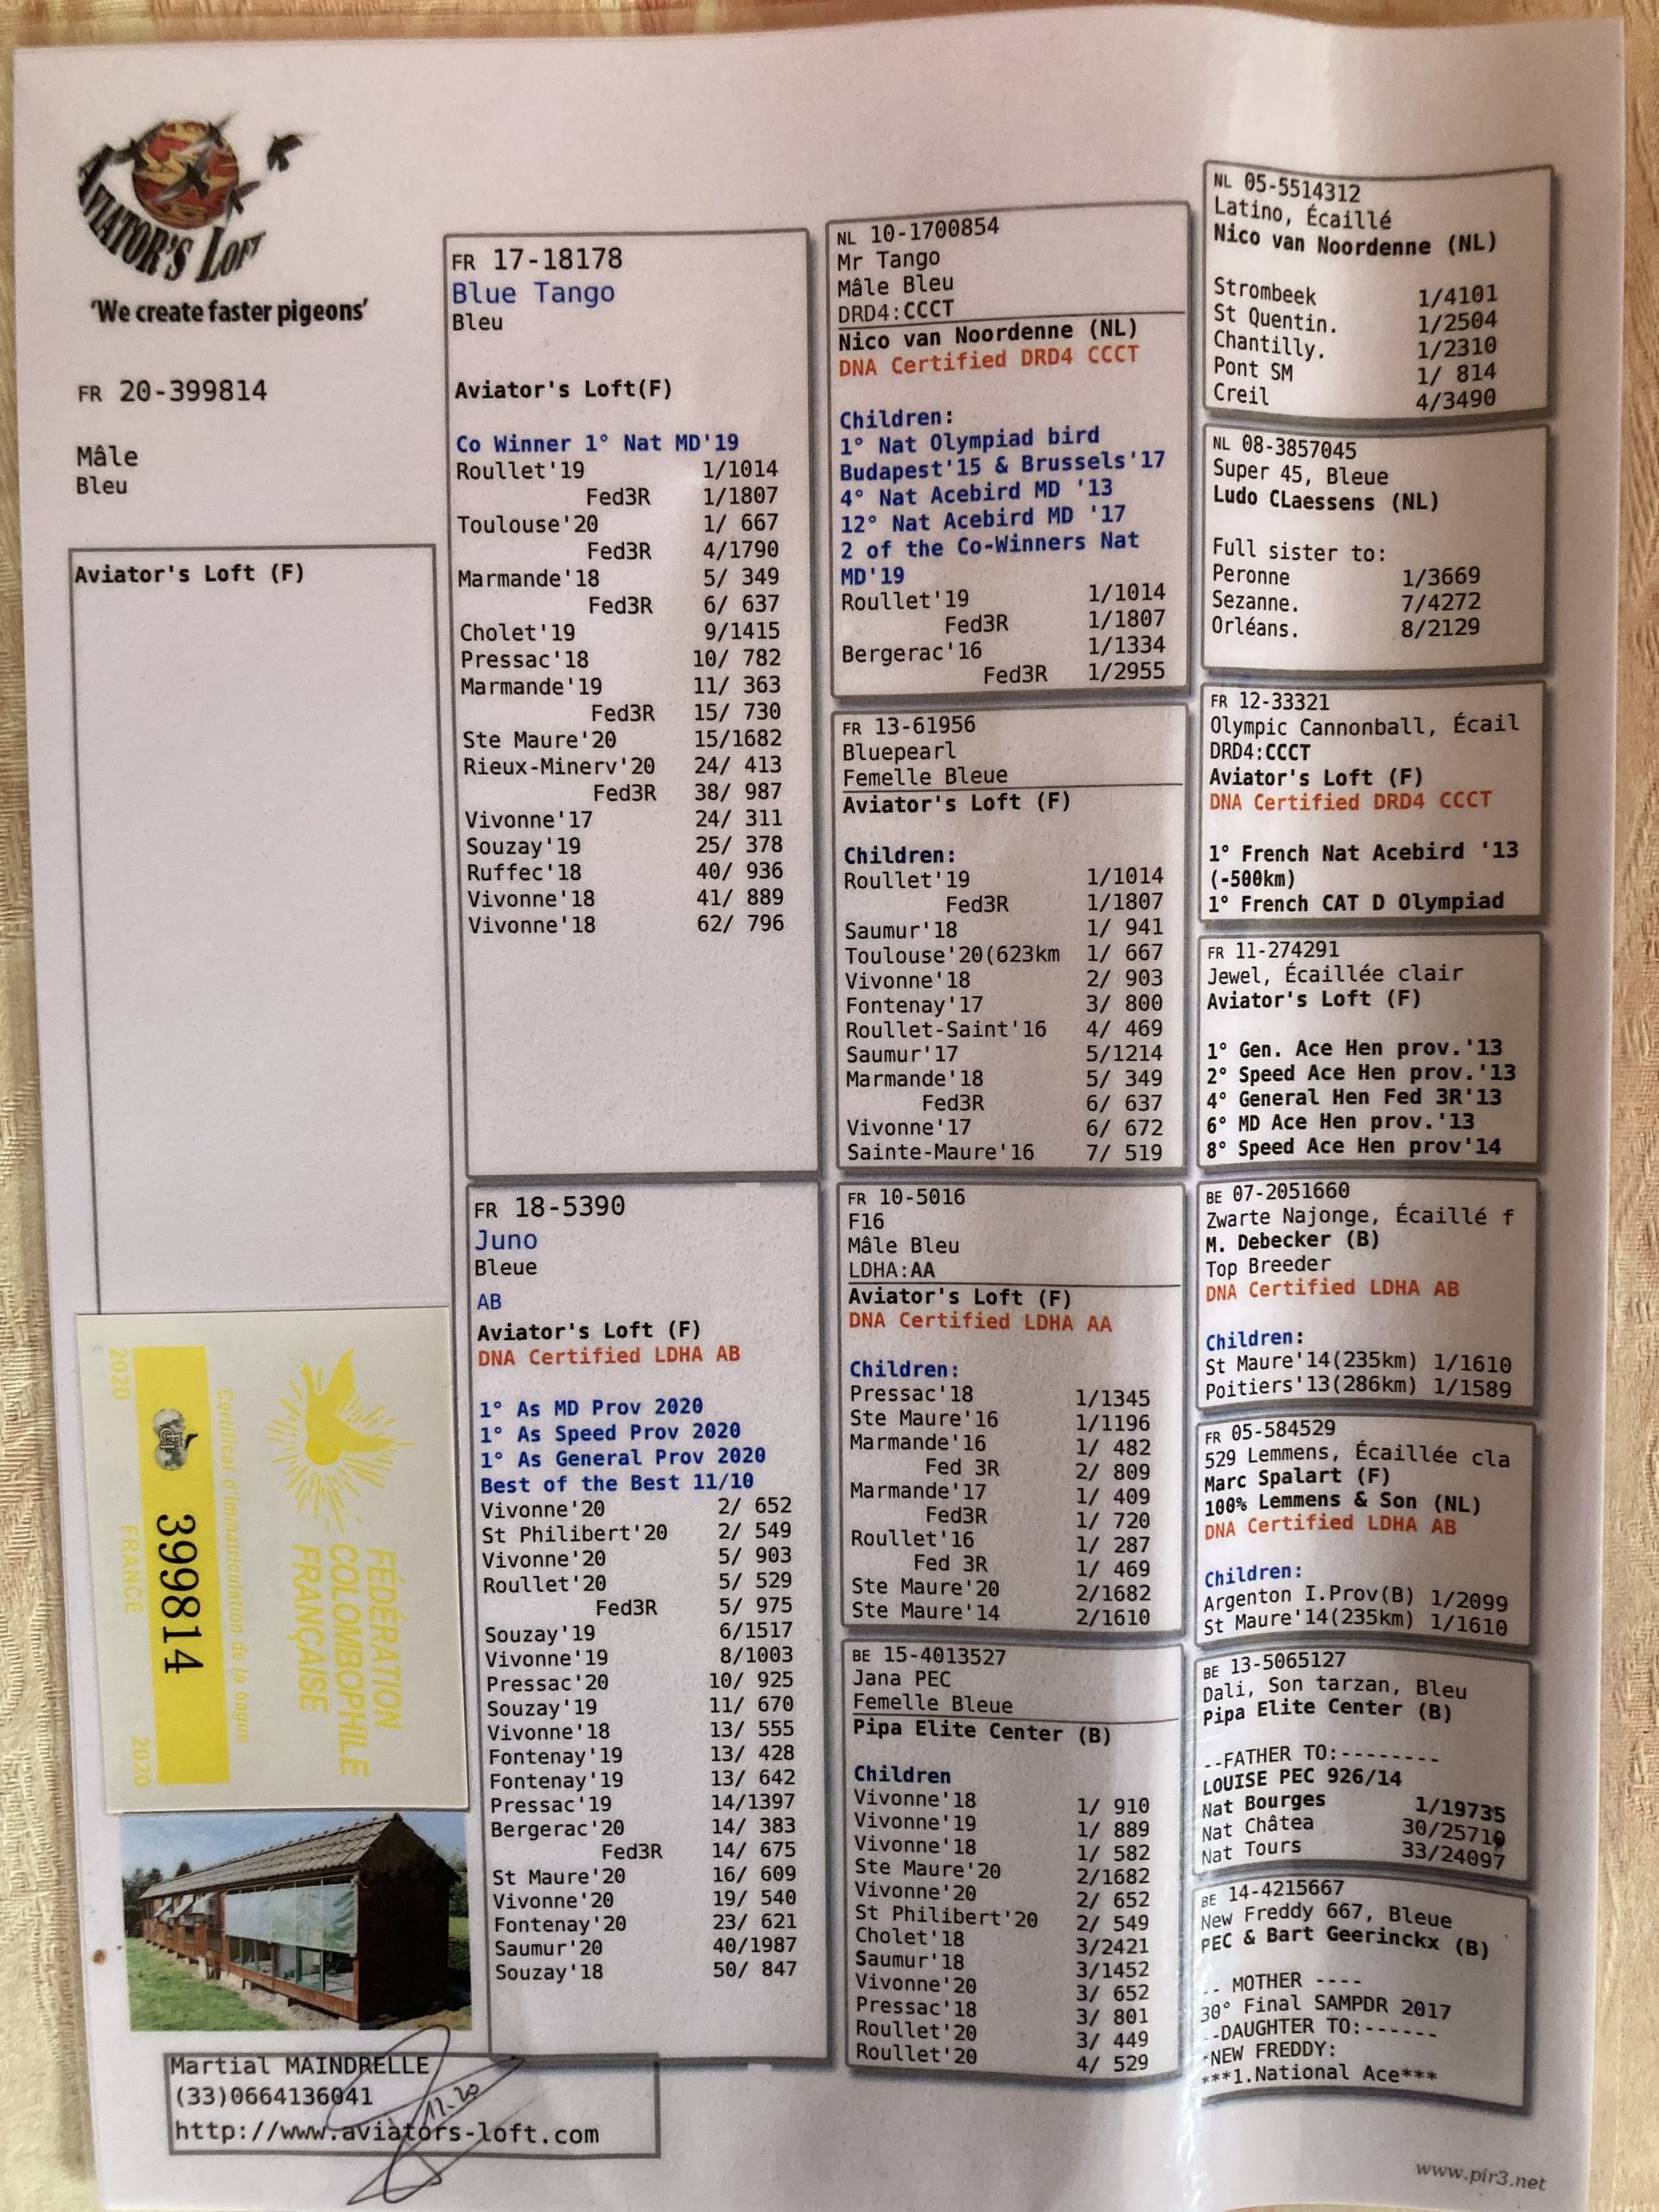 AVIATOR'S LOFT
'We create faster pigeons'
FR 20-399814
Mâle
Bleu
Aviator's Loft (F)
FÉDÉRATION
COLOMBOPHILE
FRANÇAISE
Certificat d'immatriculation de la bague
2020 399814
FRANCE 2020
Martial MAINDRELLE
(33)0664136041
http://www.aviators-loft.com
FR 17-18178
Blue Tango
Bleu
Aviator's Loft(F)
Co Winner 1° Nat MD'19
Roullet'19 1/1014
Fed3R 1/1807
Toulouse'20 1/ 667
Fed3R 4/1790
Marmande'18 5/ 349
Fed3R 6/ 637
Cholet'19 9/1415
Pressac'18 10/ 782
Marmande'19 11/ 363
Fed3R 15/ 730
Ste Maure'20 15/1682
Rieux-Minerv'20 24/ 413
Fed3R 38/ 987
Vivonne'17 24/ 311
Souzay'19 25/ 378
Ruffec'18 40/ 936
Vivonne'18 41/ 889
Vivonne'18 62/ 796
FR 18-5390
Juno
Bleue
AB
Aviator's Loft (F)
DNA Certified LDHA AB
1° As MD Prov 2020
1° As Speed Prov 2020
1° As General Prov 2020
Best of the Best 11/10
Vivonne'20 2/ 652
St Philibert'20 2/ 549
Vivonne'20 5/ 903
Roullet'20 5/ 529
Fed3R 5/ 975
Souzay'19 6/1517
Vivonne'19 8/1003
Pressac'20 10/ 925
Souzay'19 11/ 670
Vivonne'18 13/ 555
Fontenay'19 13/ 428
Fontenay'19 13/ 642
Pressac'19 14/1397
Bergerac'20 14/ 383
Fed3R 14/ 675
St Maure'20 16/ 609
Vivonne'20 19/ 540
Fontenay'20 23/ 621
Saumur'20 40/1987
Souzay'18 50/ 847
NL 10-1700854
Mr Tango
Mâle Bleu
DRD4:CCCT
Nico van Noordenne (NL)
DNA Certified DRD4 CCCT
Children:
1° Nat Olympiad bird
Budapest'15 & Brussels'17
4° Nat Acebird MD '13
12° Nat Acebird MD '17
2 of the Co-Winners Nat
MD'19
Roullet'19 1/1014
Fed3R 1/1807
Bergerac'16 1/1334
Fed3R 1/2955
FR 13-61956
Bluepearl
Femelle Bleue
Aviator's Loft (F)
Children:
Roullet'19 1/1014
Fed3R 1/1807
Saumur'18 1/ 941
Toulouse'20(623km 1/ 667
Vivonne'18 2/ 903
Fontenay'17 3/ 800
Roullet-Saint'16 4/ 469
Saumur'17 5/1214
Marmande'18 5/ 349
Fed3R 6/ 637
Vivonne'17 6/ 672
Sainte-Maure'16 7/ 519
FR 10-5016
F16
Mâle Bleu
LDHA:AA
Aviator's Loft (F)
DNA Certified LDHA AA
Children:
Pressac'18 1/1345
Ste Maure'16 1/1196
Marmande'16 1/ 482
Fed 3R 2/ 809
Marmande'17 1/ 409
Fed3R 1/ 720
Roullet'16 1/ 287
Fed 3R 1/ 469
Ste Maure'20 2/1682
Ste Maure'14 2/1610
BE 15-4013527
Jana PEC
Femelle Bleue
Pipa Elite Center (B)
Children
Vivonne'18 1/ 910
Vivonne'19 1/ 889
Vivonne'18 1/ 582
Ste Maure'20 2/1682
Vivonne'20 2/ 652
St Philibert'20 2/ 549
Cholet'18 3/2421
Saumur'18 3/1452
Vivonne'20 3/ 652
Pressac'18 3/ 801
Roullet'20 3/ 449
Roullet'20 4/ 529
NL 05-5514312
Latino, Écaillé
Nico van Noordenne (NL)
Strombeek 1/4101
St Quentin. 1/2504
Chantilly. 1/2310
Pont SM 1/ 814
Creil 4/3490
NL 08-3857045
Super 45, Bleue
Ludo CLaessens (NL)
Full sister to:
Peronne 1/3669
Sezanne. 7/4272
Orléans. 8/2129
FR 12-33321
Olympic Cannonball, Écail
DRD4:CCCT
Aviator's Loft (F)
DNA Certified DRD4 CCCT
1° French Nat Acebird '13
(-500km)
1° French CAT D Olympiad
FR 11-274291
Jewel, Écaillée clair
Aviator's Loft (F)
1° Gen. Ace Hen prov.'13
2° Speed Ace Hen prov.'13
4° General Hen Fed 3R'13
6° MD Ace Hen prov.'13
8° Speed Ace Hen prov'14
BE 07-2051660
Zwarte Najonge, Écaillé f
M. Debecker (B)
Top Breeder
DNA Certified LDHA AB
Children:
St Maure'14(235km) 1/1610
Poitiers'13(286km) 1/1589
FR 05-584529
529 Lemmens, Écaillée cla
Marc Spalart (F)
100% Lemmens & Son (NL)
DNA Certified LDHA AB
Children:
Argenton I.Prov(B) 1/2099
St Maure'14(235km) 1/1610
BE 13-5065127
Dali, Son tarzan, Bleu
Pipa Elite Center (B)
--FATHER TO:--------
LOUISE PEC 926/14
Nat Bourges 1/19735
Nat Châtea 30/25710
Nat Tours 33/24097
BE 14-4215667
New Freddy 667, Bleue
PEC & Bart Geerinckx (B)
-- MOTHER ----
30° Final SAMPDR 2017
--DAUGHTER TO:------
*NEW FREDDY:
***1.National Ace***
www.pir3.net